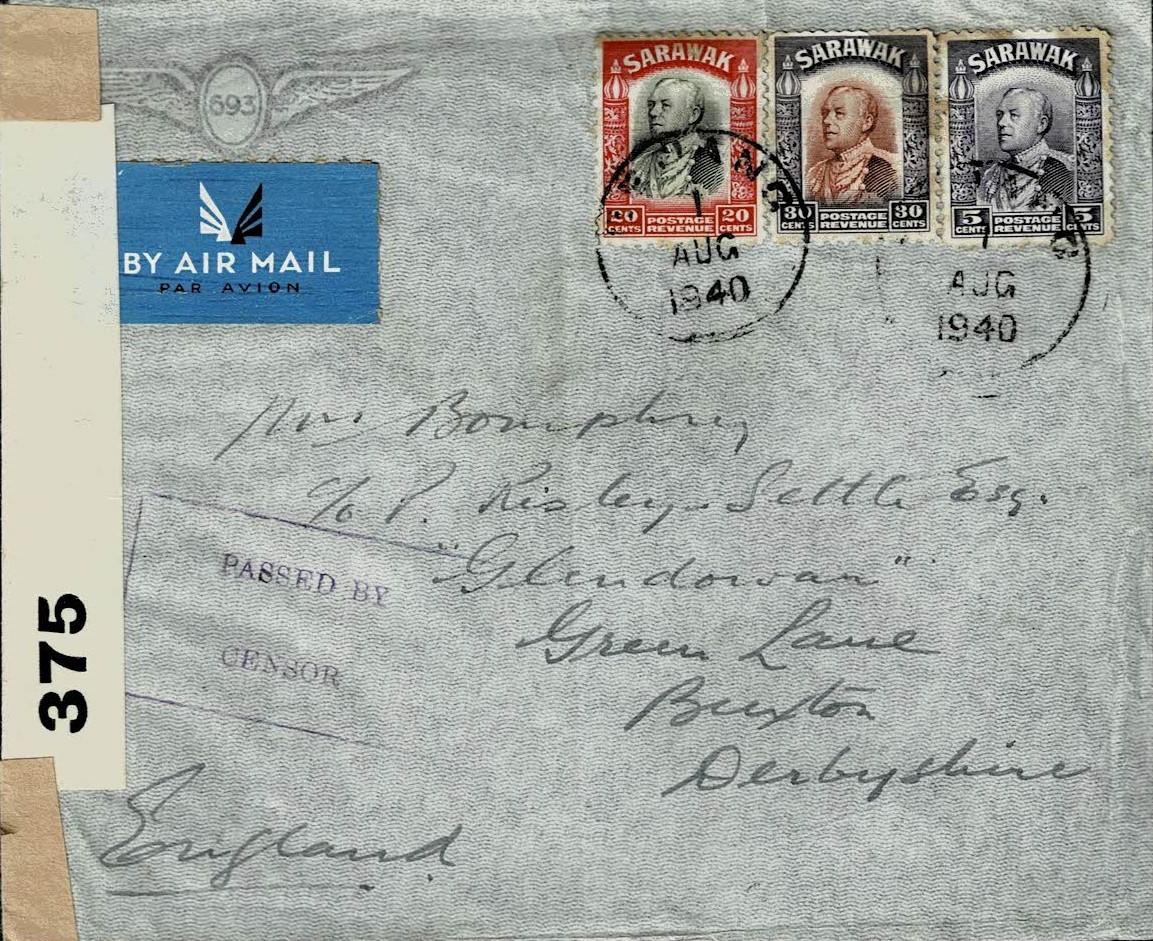 693
BY AIR MAIL
PAR AVION
SARAWAK
20 CENTS POSTAGE REVENUE 20 CENTS
SARAWAK
30 CENTS POSTAGE REVENUE 30 CENTS
SARAWAK
5 CENTS POSTAGE REVENUE 5 CENTS
1
AUG
1940
1
AUG
1940
Mrs Bomphrey
c/o P. Risley-Settle Esq.
"Glendowan"
Green Lane
Buxton
Derbyshire
England
PASSED BY
CENSOR
375